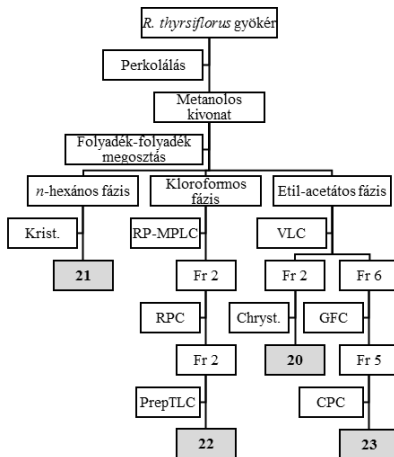 R. thyrsiflorus gyökér
Perkolálás
Metanolos
kivonat
Folyadék-folyadék
megosztás
n-hexános fázis
Kloroformos
fázis
Etil-acetátos fázis
Krist.
RP-MPLC
VLC
21
Fr 2
Fr 2
Fr 6
RPC
Chryst.
GFC
Fr 2
20
Fr 5
PrepTLC
CPC
22
23